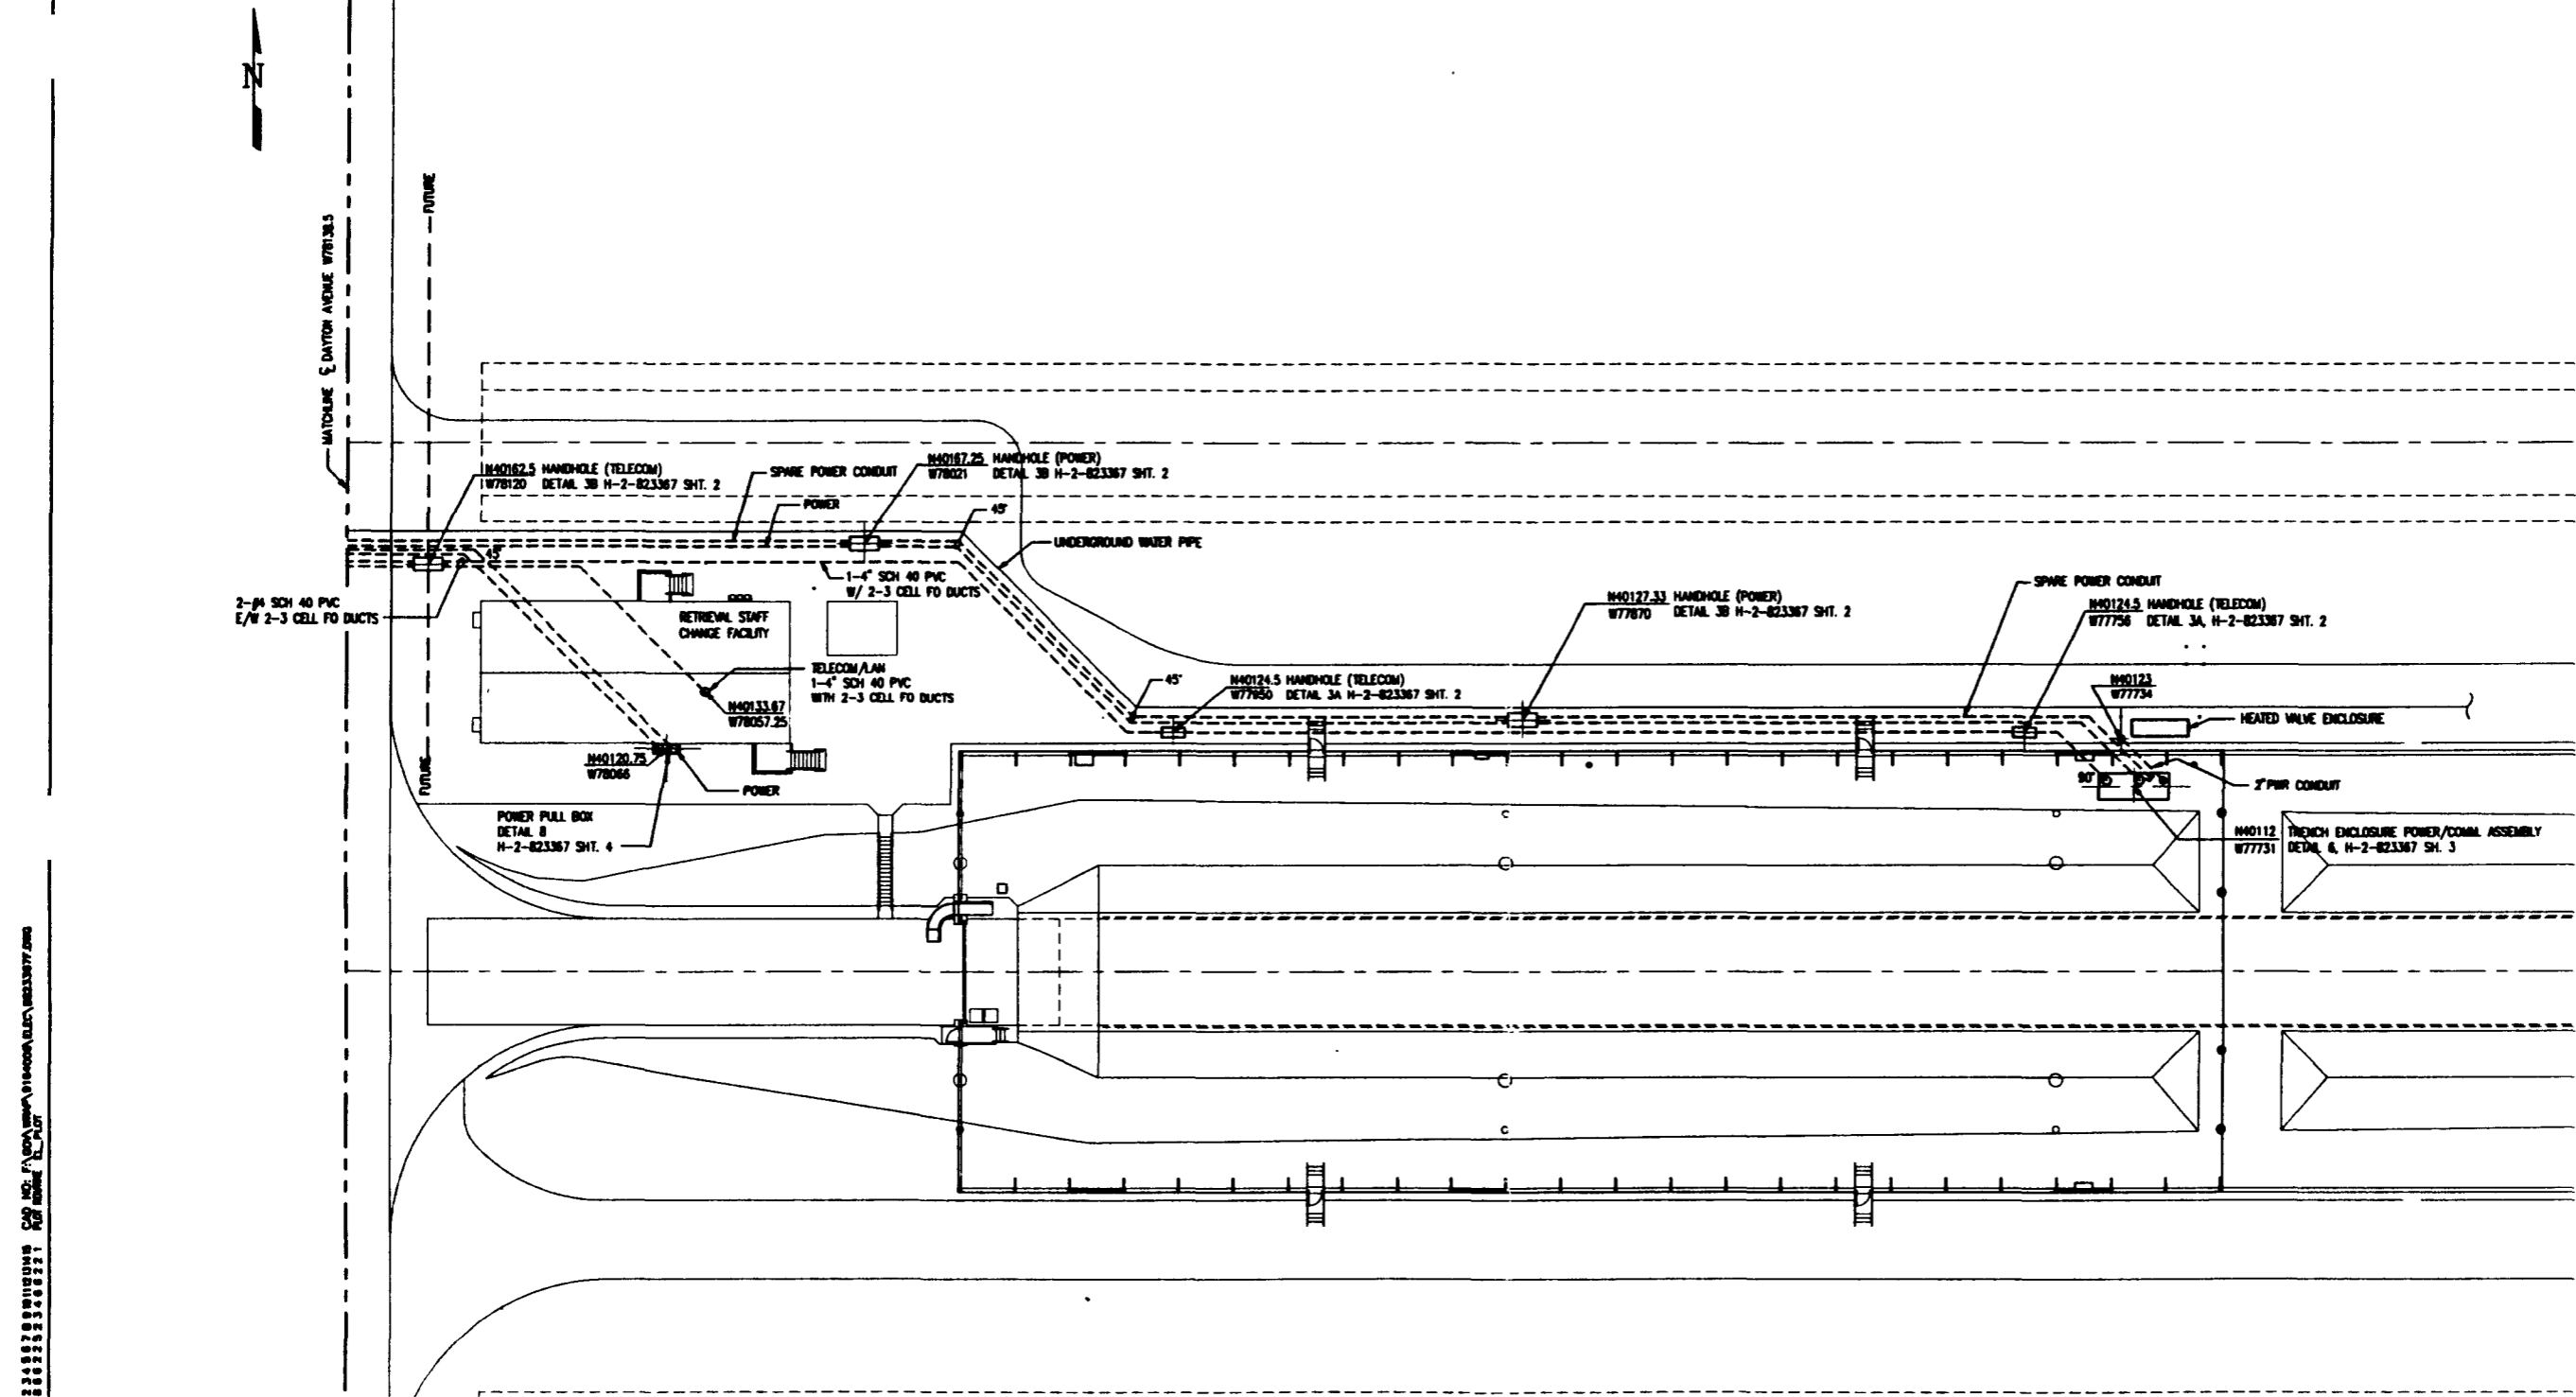 N
FUTURE
MATCHLINE ℄ DAYTON AVENUE W78138.5
N40162.5 HANDHOLE (TELECOM)
W78120 DETAIL 3B H-2-823367 SHT. 2
SPARE POWER CONDUIT
POWER
N40167.25 HANDHOLE (POWER)
W78021 DETAIL 3B H-2-823367 SHT. 2
45°
UNDERGROUND WATER PIPE
45°
1-4" SCH 40 PVC
W/ 2-3 CELL FO DUCTS
2-#4 SCH 40 PVC
E/W 2-3 CELL FO DUCTS
RETRIEVAL STAFF
CHANGE FACILITY
TELECOM/LAN
1-4" SCH 40 PVC
WITH 2-3 CELL FO DUCTS
N40133.67
W78057.25
N40120.75
W78066
POWER
FUTURE
POWER PULL BOX
DETAIL 8
H-2-823367 SHT. 4
45°
N40124.5 HANDHOLE (TELECOM)
W77950 DETAIL 3A H-2-823367 SHT. 2
N40127.33 HANDHOLE (POWER)
W77870 DETAIL 3B H-2-823367 SHT. 2
SPARE POWER CONDUIT
N40124.5 HANDHOLE (TELECOM)
W77756 DETAIL 3A, H-2-823367 SHT. 2
N40123
W77734
HEATED VALVE ENCLOSURE
90°
2" PWR CONDUIT
N40112 TRENCH ENCLOSURE POWER/COMM. ASSEMBLY
W77731 DETAIL 6, H-2-823367 SH. 3
CAD NO: